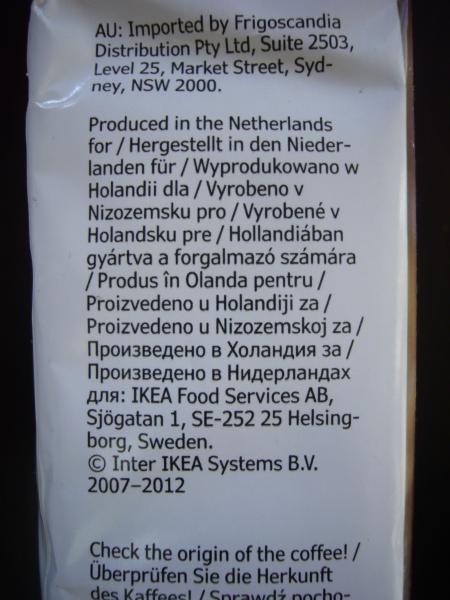 AU: Imported by Frigoscandia
Distribution Pty Ltd, Suite 2503,
Level 25, Market Street, Syd-
ney, NSW 2000.
Produced in the Netherlands
for / Hergestellt in den Nieder-
landen für / Wyprodukowano w
Holandii dla / Vyrobeno v
Nizozemsku pro / Vyrobené v
Holandsku pre / Hollandiában
gyártva a forgalmazó számára
/ Produs în Olanda pentru /
Proizvedeno u Holandiji za /
Proizvedeno u Nizozemskoj za /
Произведено в Холандия за /
Произведено в Нидерландах
для: IKEA Food Services AB,
Sjögatan 1, SE-252 25 Helsing-
borg, Sweden.
© Inter IKEA Systems B.V.
2007–2012
Check the origin of the coffee! /
Überprüfen Sie die Herkunft
des Kaffees! / Sprawdź pocho-